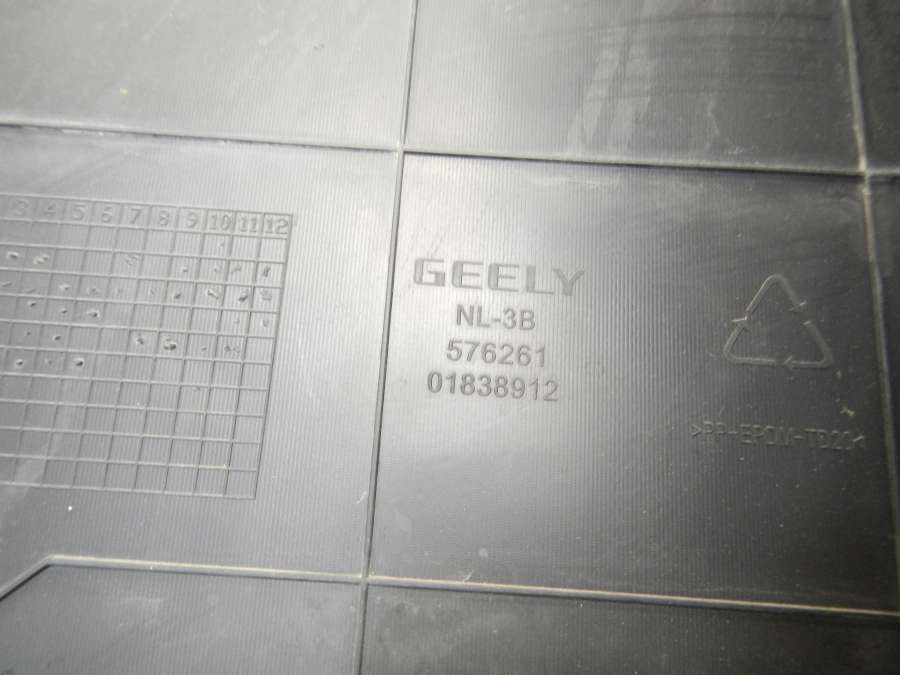 3 4 5 6 7 8 9 10 11 12
GEELY
NL-3B
576261
01838912
>PP-EPDM-TD20<